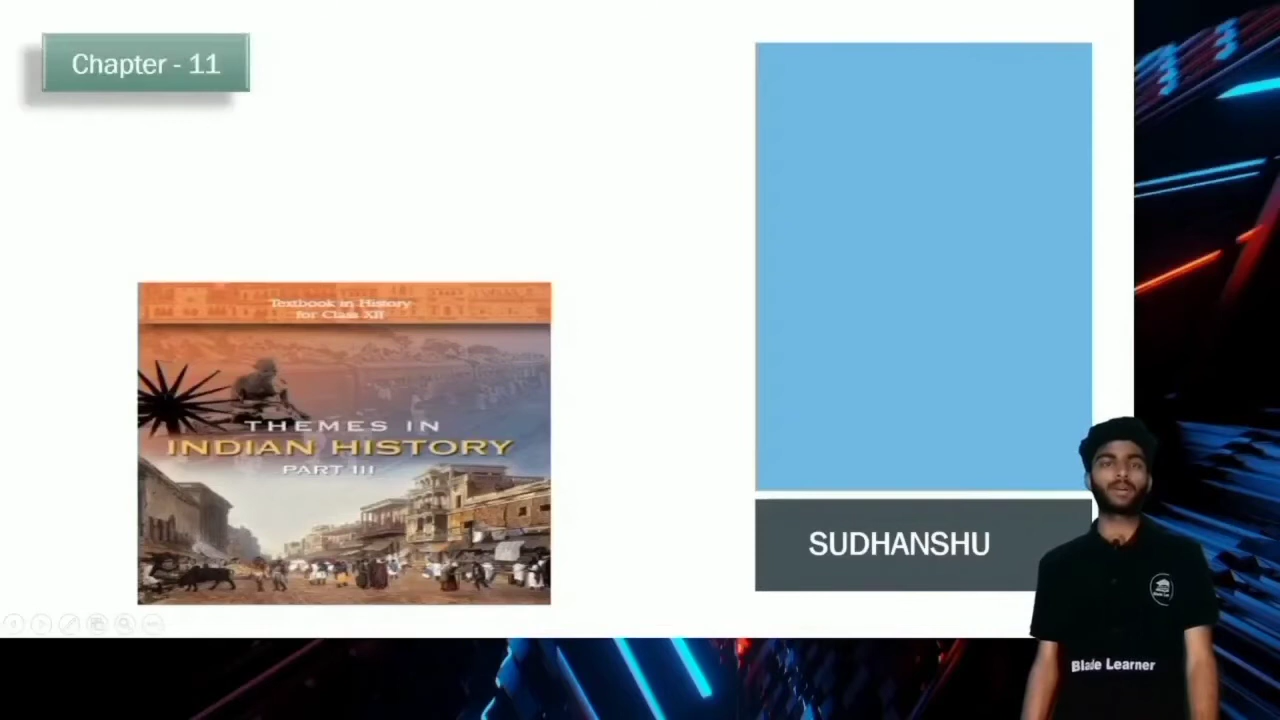 Chapter - 11
Textbook in History
for Class XII
THEMES IN
INDIAN HISTORY
PART III
SUDHANSHU
Blade Learner